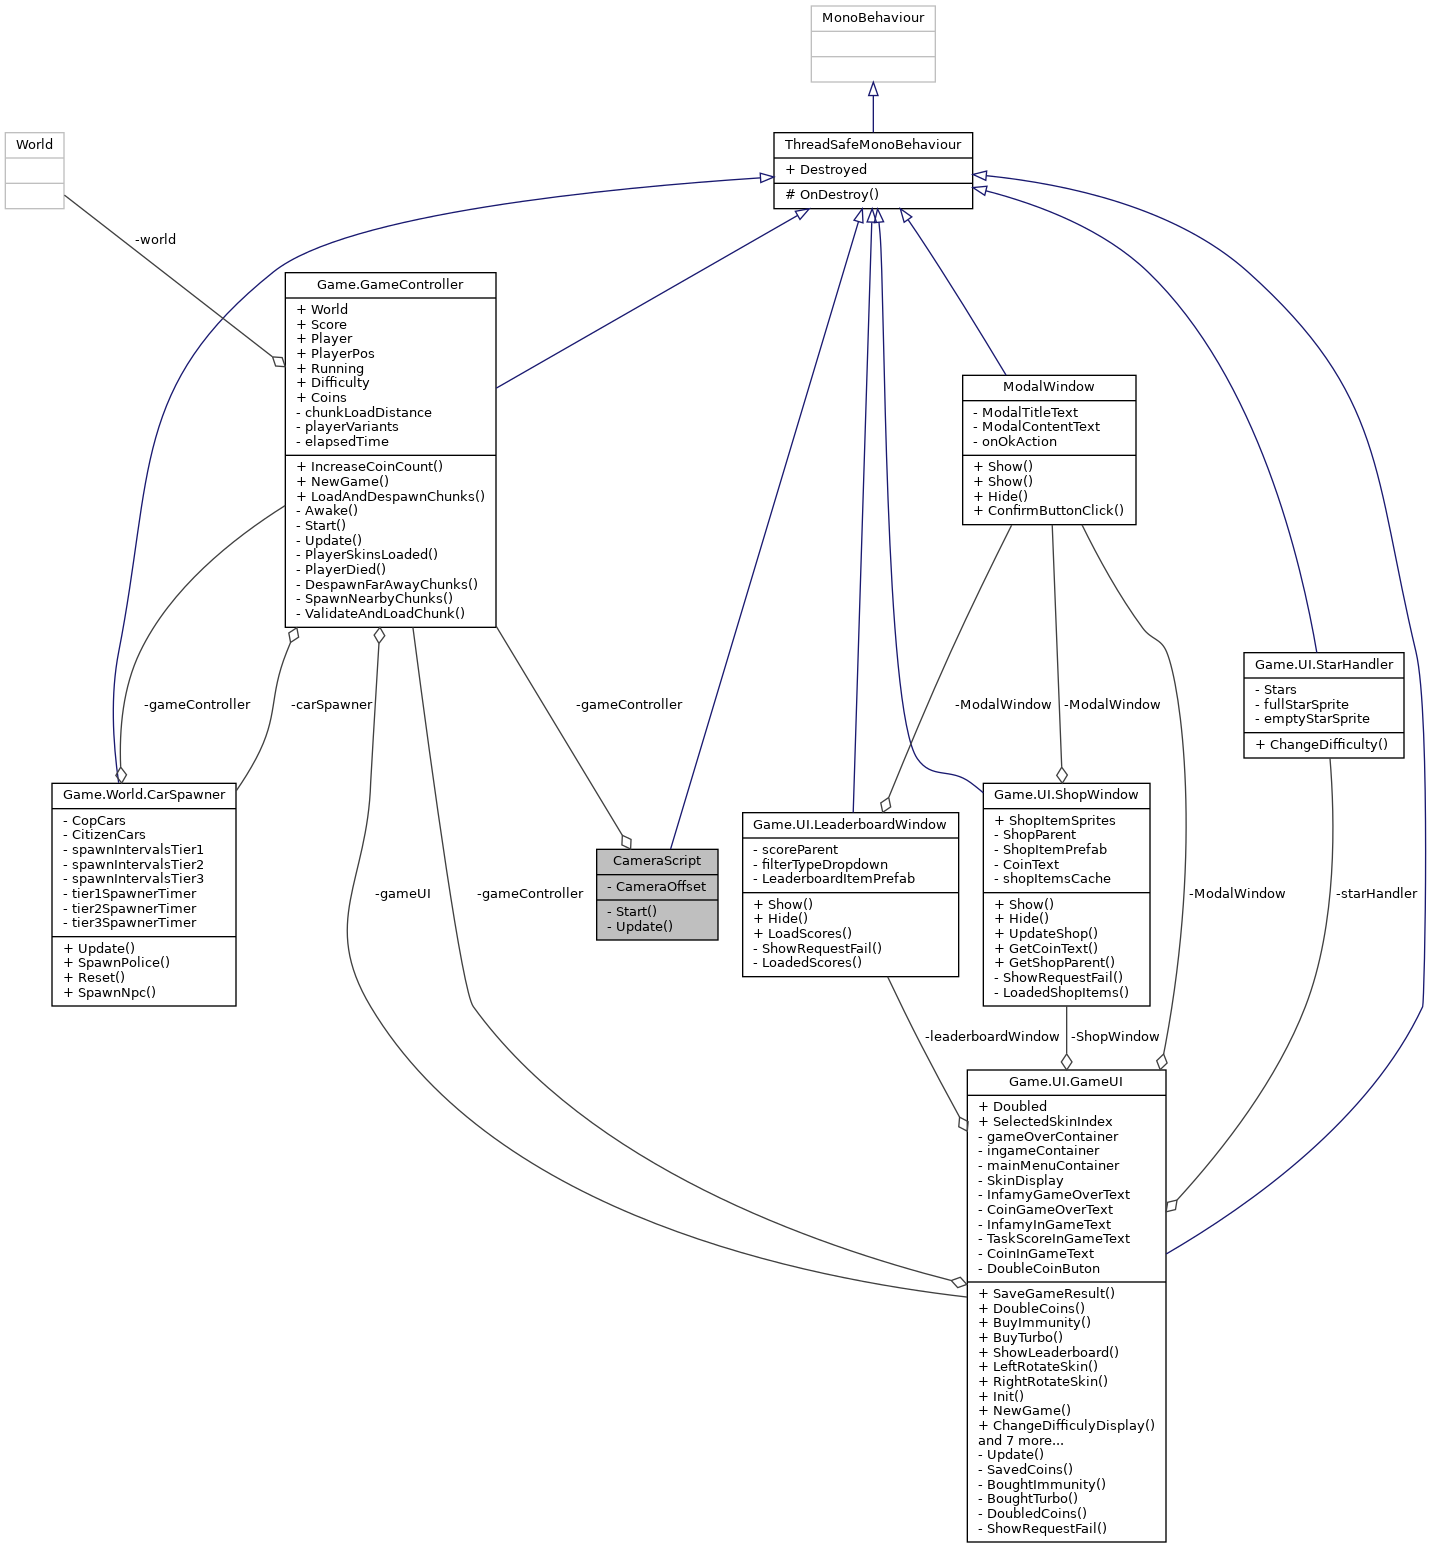 MonoBehaviour
World
ThreadSafeMonoBehaviour
+ Destroyed
# OnDestroy()
-world
Game.GameController
+ World
+ Score
+ Player
+ PlayerPos
+ Running
+ Difficulty
+ Coins
- chunkLoadDistance
- playerVariants
- elapsedTime
+ IncreaseCoinCount()
+ NewGame()
+ LoadAndDespawnChunks()
- Awake()
- Start()
- Update()
- PlayerSkinsLoaded()
- PlayerDied()
- DespawnFarAwayChunks()
- SpawnNearbyChunks()
- ValidateAndLoadChunk()
ModalWindow
- ModalTitleText
- ModalContentText
- onOkAction
+ Show()
+ Show()
+ Hide()
+ ConfirmButtonClick()
Game.UI.StarHandler
- Stars
- fullStarSprite
- emptyStarSprite
+ ChangeDifficulty()
-gameController
-carSpawner
-gameController
-ModalWindow
-ModalWindow
Game.World.CarSpawner
- CopCars
- CitizenCars
- spawnIntervalsTier1
- spawnIntervalsTier2
- spawnIntervalsTier3
- tier1SpawnerTimer
- tier2SpawnerTimer
- tier3SpawnerTimer
+ Update()
+ SpawnPolice()
+ Reset()
+ SpawnNpc()
-gameUI
-gameController
CameraScript
- CameraOffset
- Start()
- Update()
Game.UI.LeaderboardWindow
- scoreParent
- filterTypeDropdown
- LeaderboardItemPrefab
+ Show()
+ Hide()
+ LoadScores()
- ShowRequestFail()
- LoadedScores()
Game.UI.ShopWindow
+ ShopItemSprites
- ShopParent
- ShopItemPrefab
- CoinText
- shopItemsCache
+ Show()
+ Hide()
+ UpdateShop()
+ GetCoinText()
+ GetShopParent()
- ShowRequestFail()
- LoadedShopItems()
-ModalWindow
-starHandler
-leaderboardWindow
-ShopWindow
Game.UI.GameUI
+ Doubled
+ SelectedSkinIndex
- gameOverContainer
- ingameContainer
- mainMenuContainer
- SkinDisplay
- InfamyGameOverText
- CoinGameOverText
- InfamyInGameText
- TaskScoreInGameText
- CoinInGameText
- DoubleCoinButon
+ SaveGameResult()
+ DoubleCoins()
+ BuyImmunity()
+ BuyTurbo()
+ ShowLeaderboard()
+ LeftRotateSkin()
+ RightRotateSkin()
+ Init()
+ NewGame()
+ ChangeDifficulyDisplay()
and 7 more...
- Update()
- SavedCoins()
- BoughtImmunity()
- BoughtTurbo()
- DoubledCoins()
- ShowRequestFail()